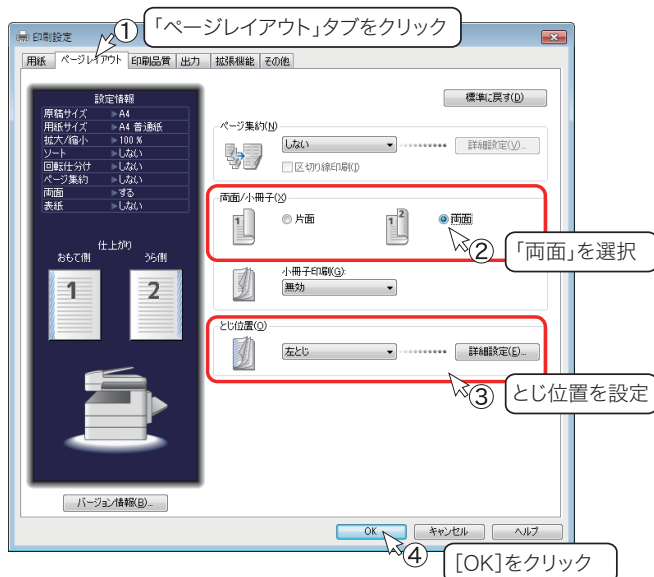 ① 「ページレイアウト」タブをクリック
印刷設定
用紙 ページレイアウト 印刷品質 出力 拡張機能 その他
設定情報
原稿サイズ ▶A4
用紙サイズ ▶A4 普通紙
拡大/縮小 ▶100 %
ソート ▶しない
回転仕分け ▶しない
ページ集約 ▶しない
両面 ▶する
表紙 ▶しない
仕上がり
おもて側 うら側
1 2
バージョン情報(B)...
標準に戻す(D)
ページ集約(N)
しない 詳細設定(V)...
区切り線印刷(I)
両面/小冊子(X)
1 片面 1 2 両面
② 「両面」を選択
小冊子印刷(G):
無効
とじ位置(O)
左とじ 詳細設定(E)...
③ とじ位置を設定
OK キャンセル ヘルプ
④ [OK]をクリック